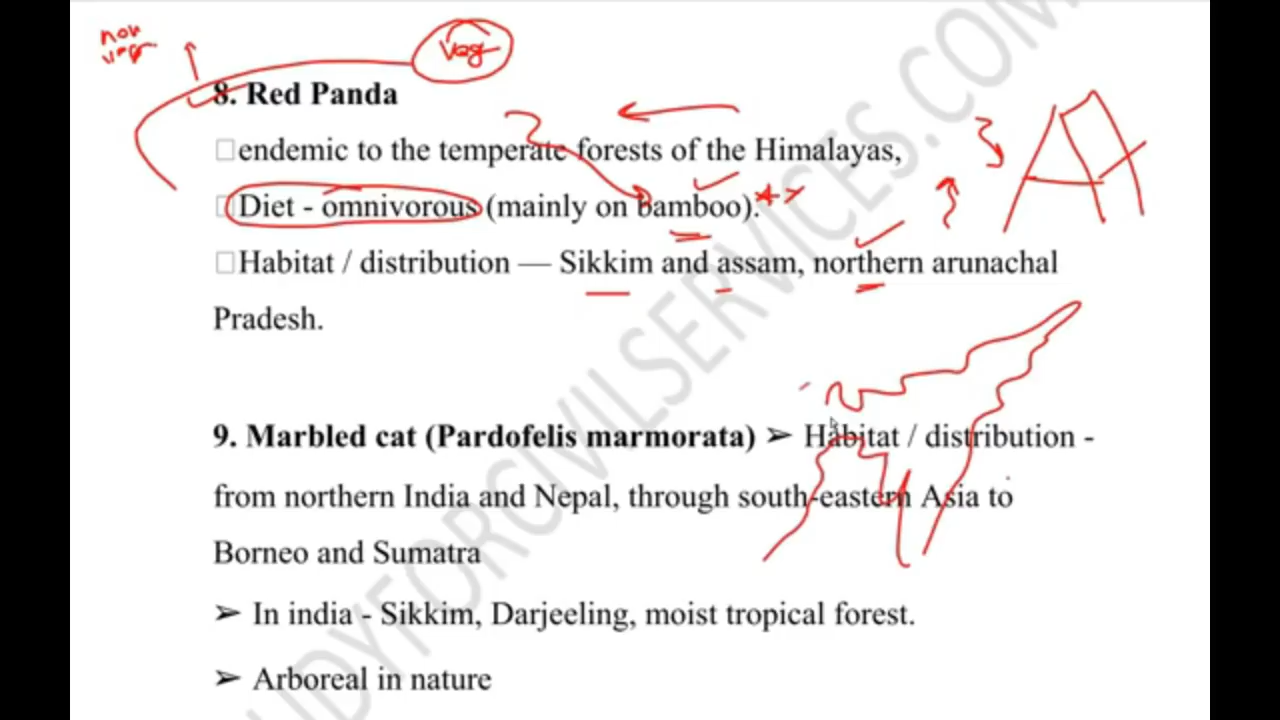 non
veg
veg
8. Red Panda
endemic to the temperate forests of the Himalayas,
Diet - omnivorous (mainly on bamboo).
Habitat / distribution — Sikkim and assam, northern arunachal
Pradesh.
9. Marbled cat (Pardofelis marmorata) ➢ Habitat / distribution -
from northern India and Nepal, through south-eastern Asia to
Borneo and Sumatra
➢ In india - Sikkim, Darjeeling, moist tropical forest.
➢ Arboreal in nature
UDYFORCIVILSERVICES.COM